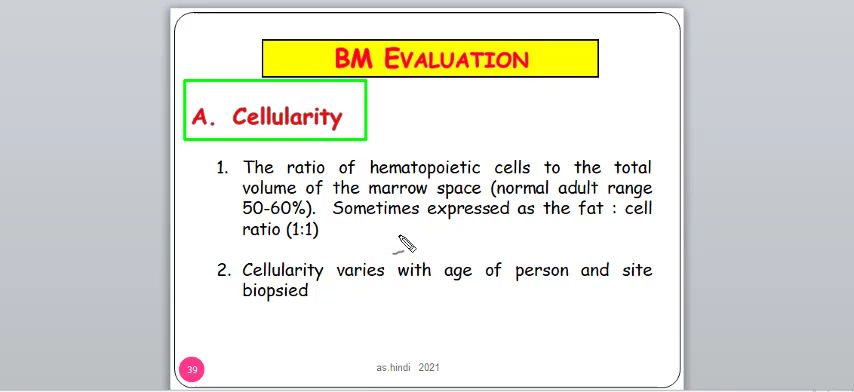 BM EVALUATION
A. Cellularity
1. The ratio of hematopoietic cells to the total
volume of the marrow space (normal adult range
50-60%). Sometimes expressed as the fat : cell
ratio (1:1)
2. Cellularity varies with age of person and site
biopsied
39
as.hindi 2021